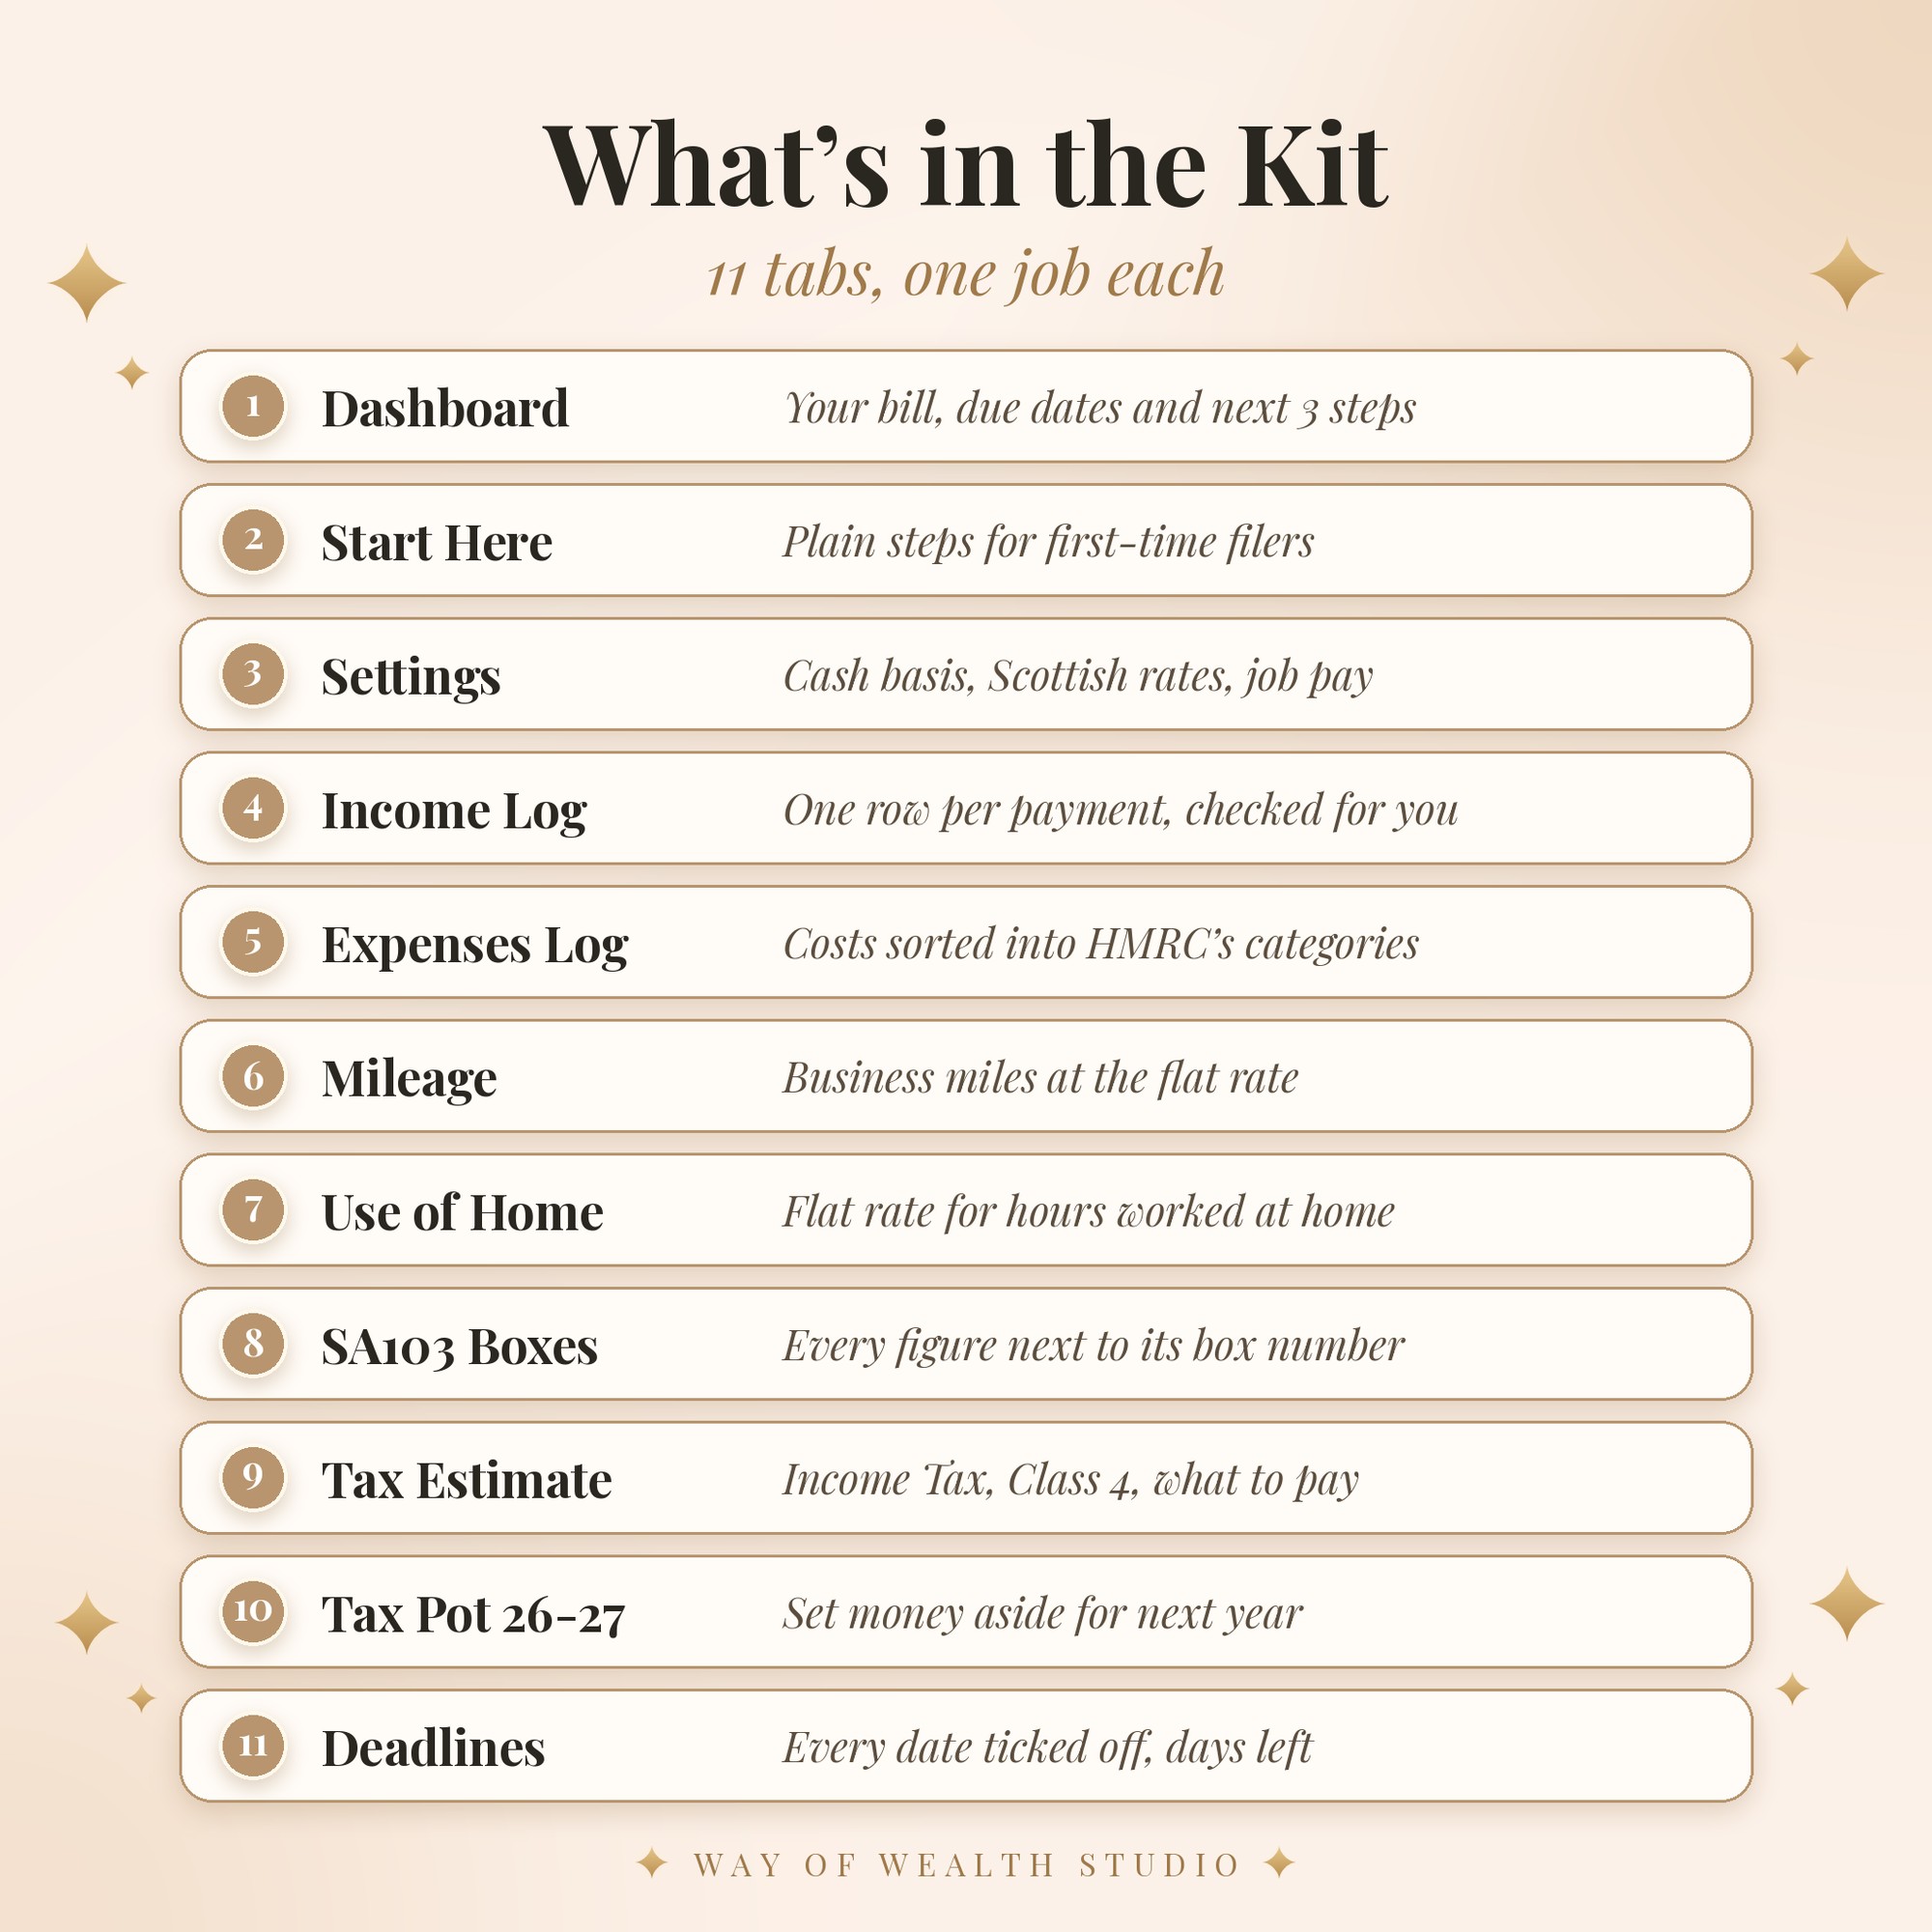 What’s in the Kit
11 tabs, one job each
1 Dashboard Your bill, due dates and next 3 steps
2 Start Here Plain steps for first-time filers
3 Settings Cash basis, Scottish rates, job pay
4 Income Log One row per payment, checked for you
5 Expenses Log Costs sorted into HMRC’s categories
6 Mileage Business miles at the flat rate
7 Use of Home Flat rate for hours worked at home
8 SA103 Boxes Every figure next to its box number
9 Tax Estimate Income Tax, Class 4, what to pay
10 Tax Pot 26-27 Set money aside for next year
11 Deadlines Every date ticked off, days left
WAY OF WEALTH STUDIO